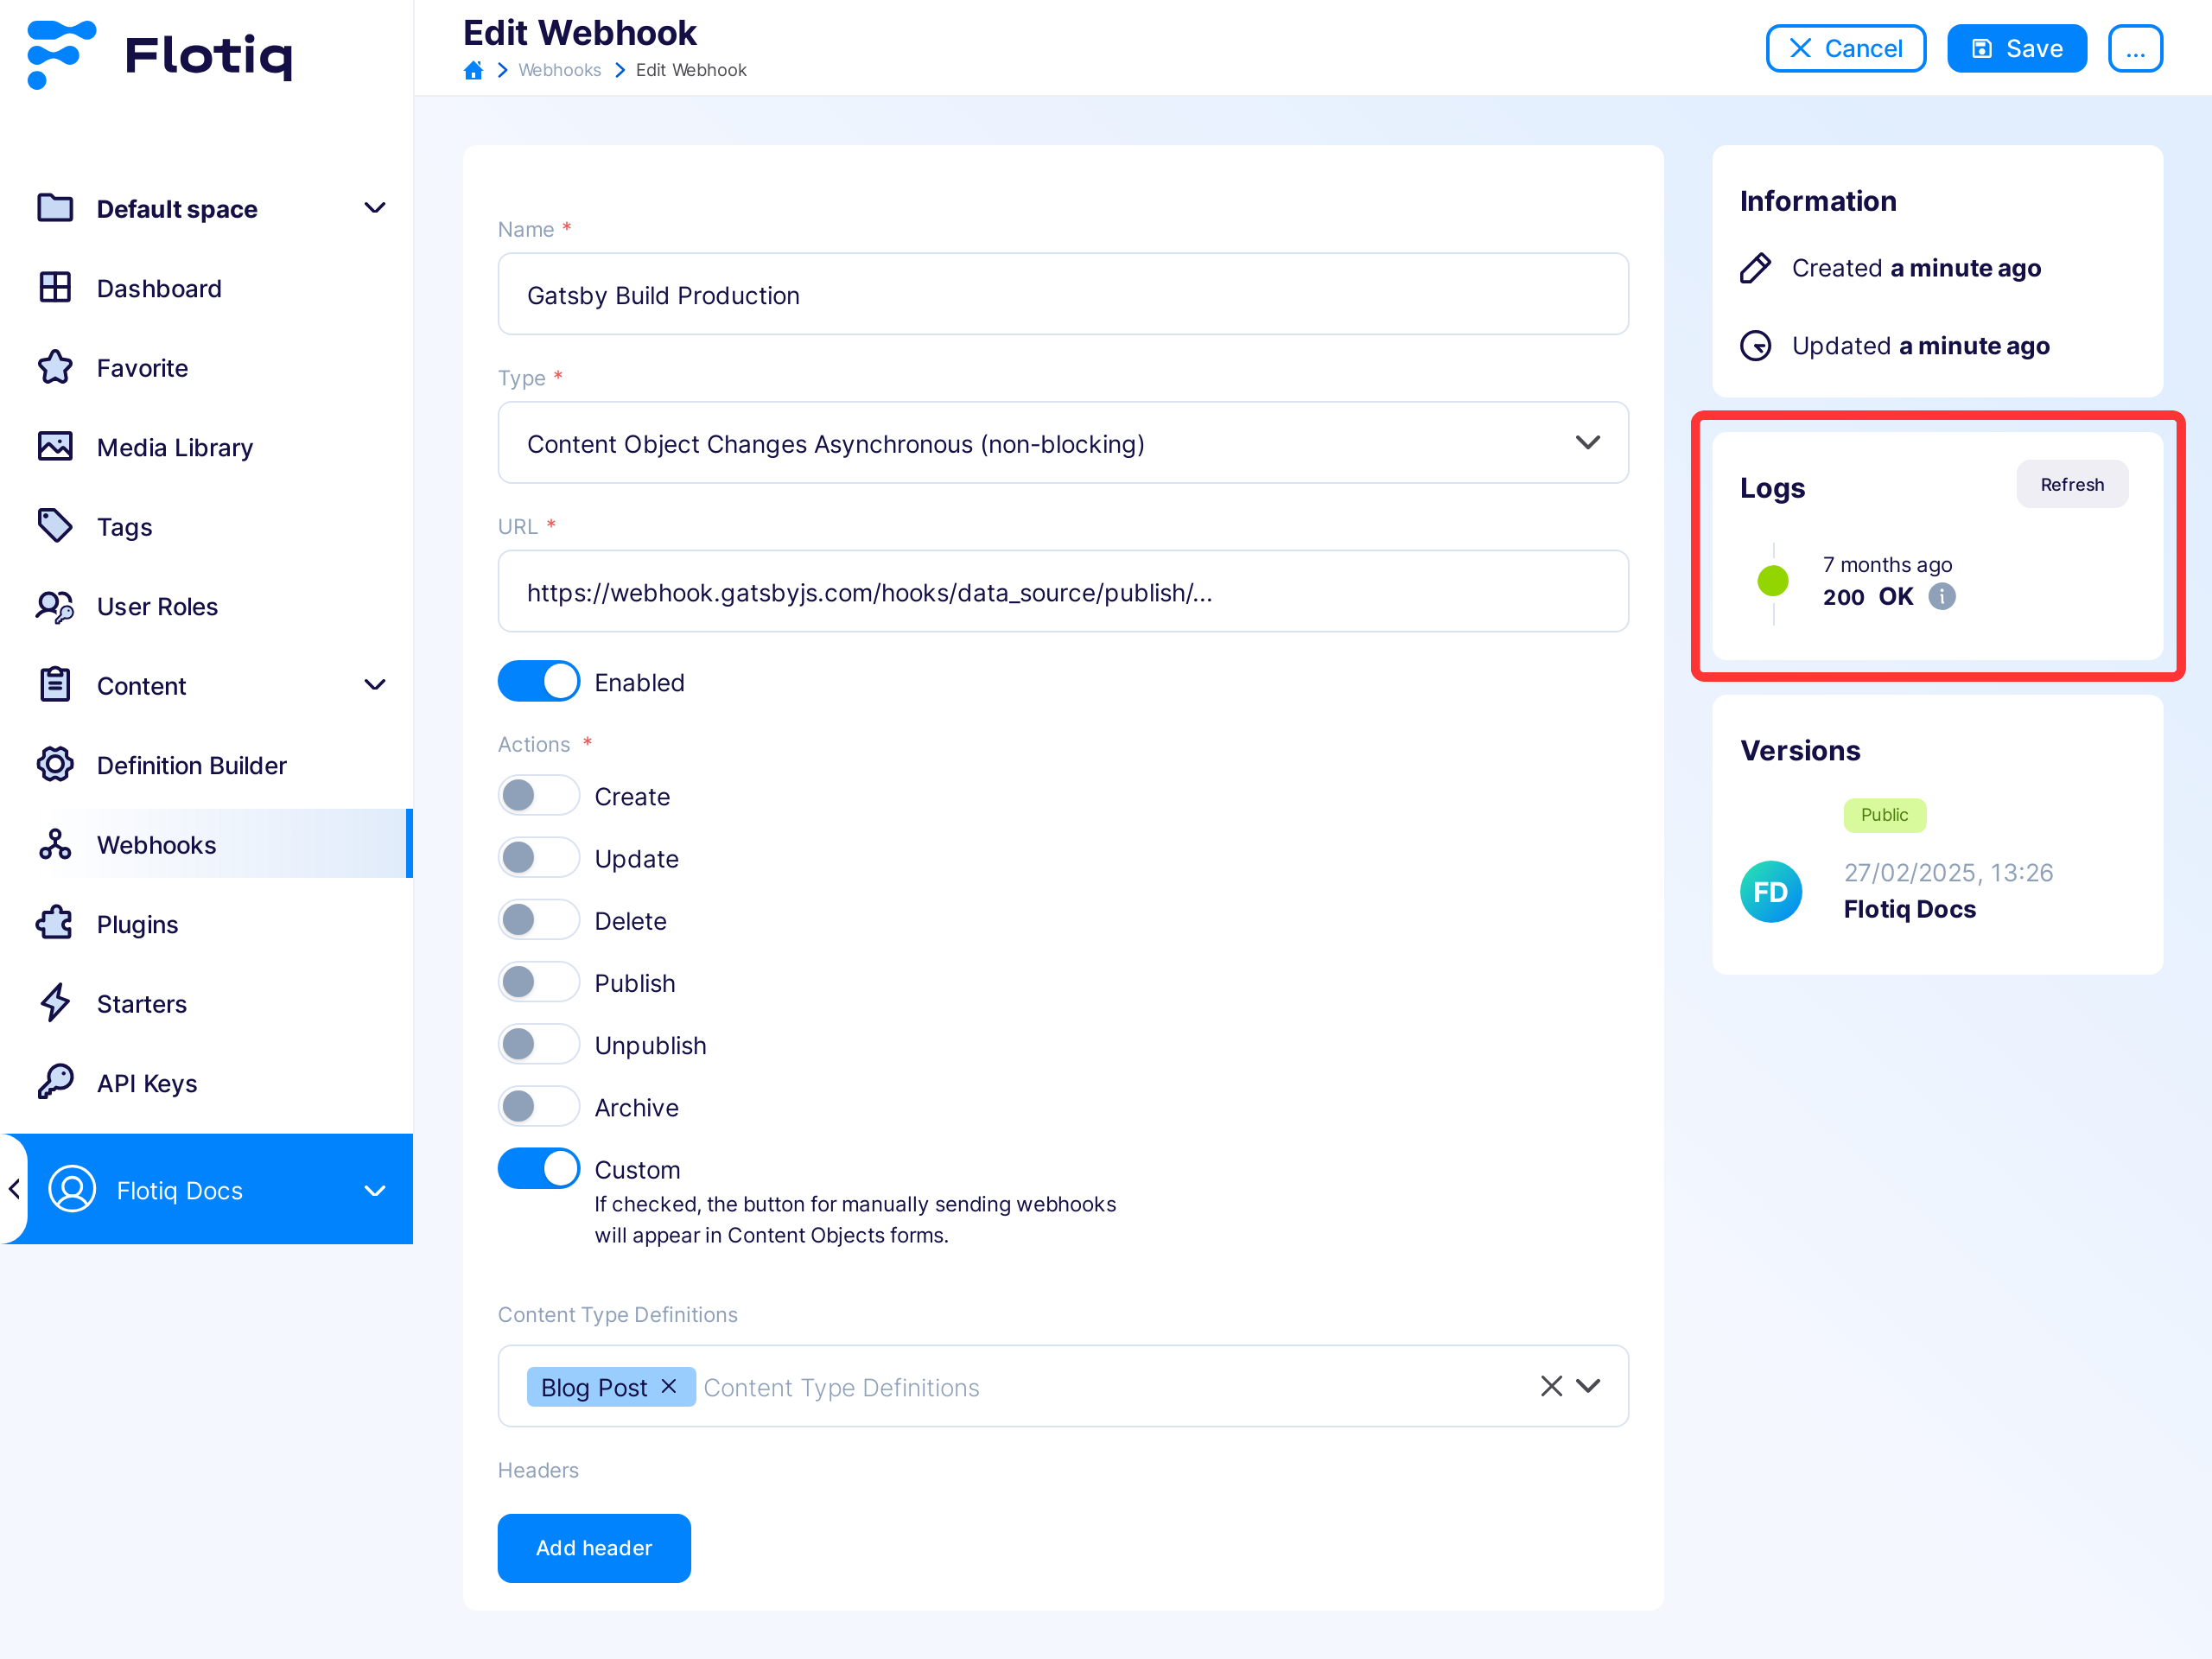 Flotiq
Default space
Dashboard
Favorite
Media Library
Tags
User Roles
Content
Definition Builder
Webhooks
Plugins
Starters
API Keys
Flotiq Docs
Edit Webhook
Webhooks Edit Webhook
Cancel
Save
...
Name *
Gatsby Build Production
Type *
Content Object Changes Asynchronous (non-blocking)
URL *
https://webhook.gatsbyjs.com/hooks/data_source/publish/...
Enabled
Actions *
Create
Update
Delete
Publish
Unpublish
Archive
Custom
If checked, the button for manually sending webhooks
will appear in Content Objects forms.
Content Type Definitions
Blog Post Content Type Definitions
Headers
Add header
Information
Created a minute ago
Updated a minute ago
Logs
Refresh
7 months ago
200 OK
Versions
Public
FD
27/02/2025, 13:26
Flotiq Docs